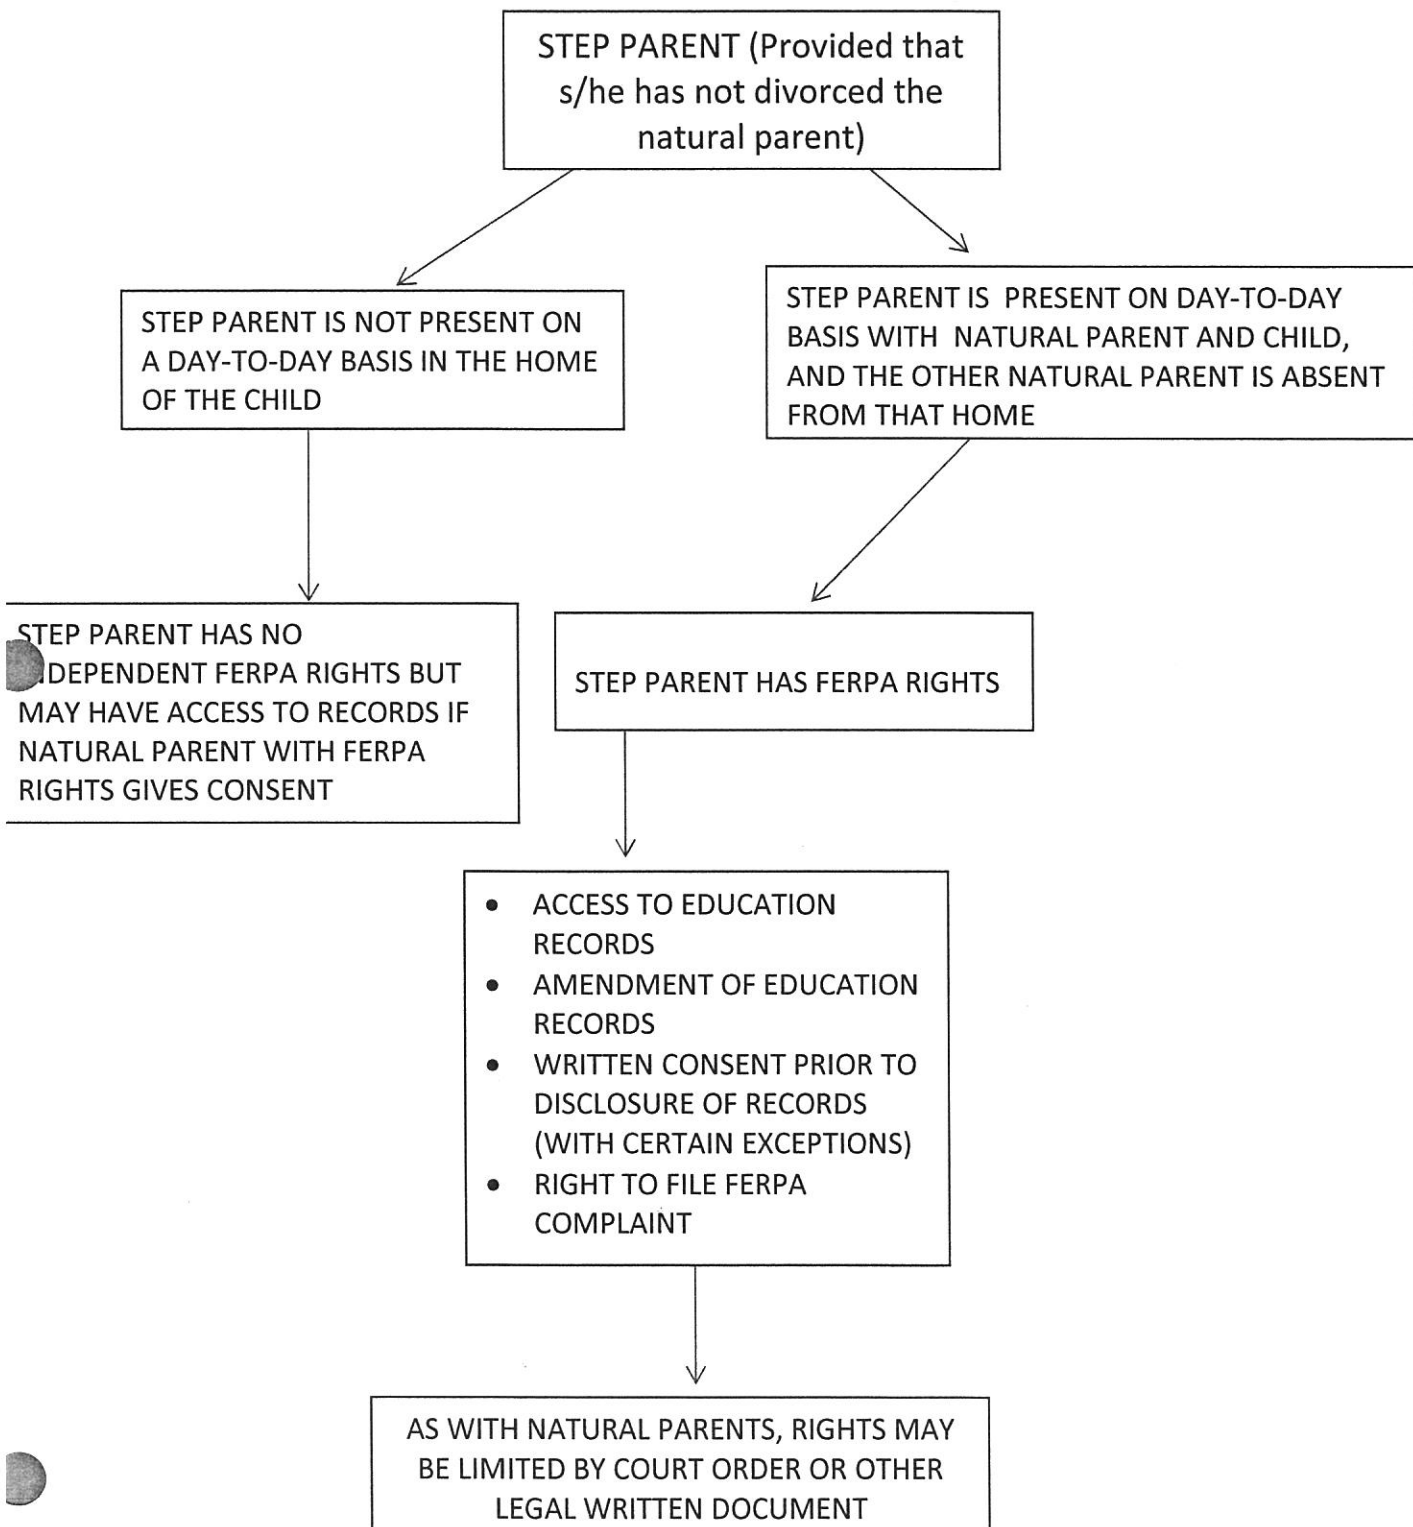 STEP PARENT (Provided that
s/he has not divorced the
natural parent)
STEP PARENT IS NOT PRESENT ON
A DAY-TO-DAY BASIS IN THE HOME
OF THE CHILD
STEP PARENT IS PRESENT ON DAY-TO-DAY
BASIS WITH NATURAL PARENT AND CHILD,
AND THE OTHER NATURAL PARENT IS ABSENT
FROM THAT HOME
STEP PARENT HAS NO
NDEPENDENT FERPA RIGHTS BUT
MAY HAVE ACCESS TO RECORDS IF
NATURAL PARENT WITH FERPA
RIGHTS GIVES CONSENT
STEP PARENT HAS FERPA RIGHTS
• ACCESS TO EDUCATION
RECORDS
• AMENDMENT OF EDUCATION
RECORDS
• WRITTEN CONSENT PRIOR TO
DISCLOSURE OF RECORDS
(WITH CERTAIN EXCEPTIONS)
• RIGHT TO FILE FERPA
COMPLAINT
AS WITH NATURAL PARENTS, RIGHTS MAY
BE LIMITED BY COURT ORDER OR OTHER
LEGAL WRITTEN DOCUMENT